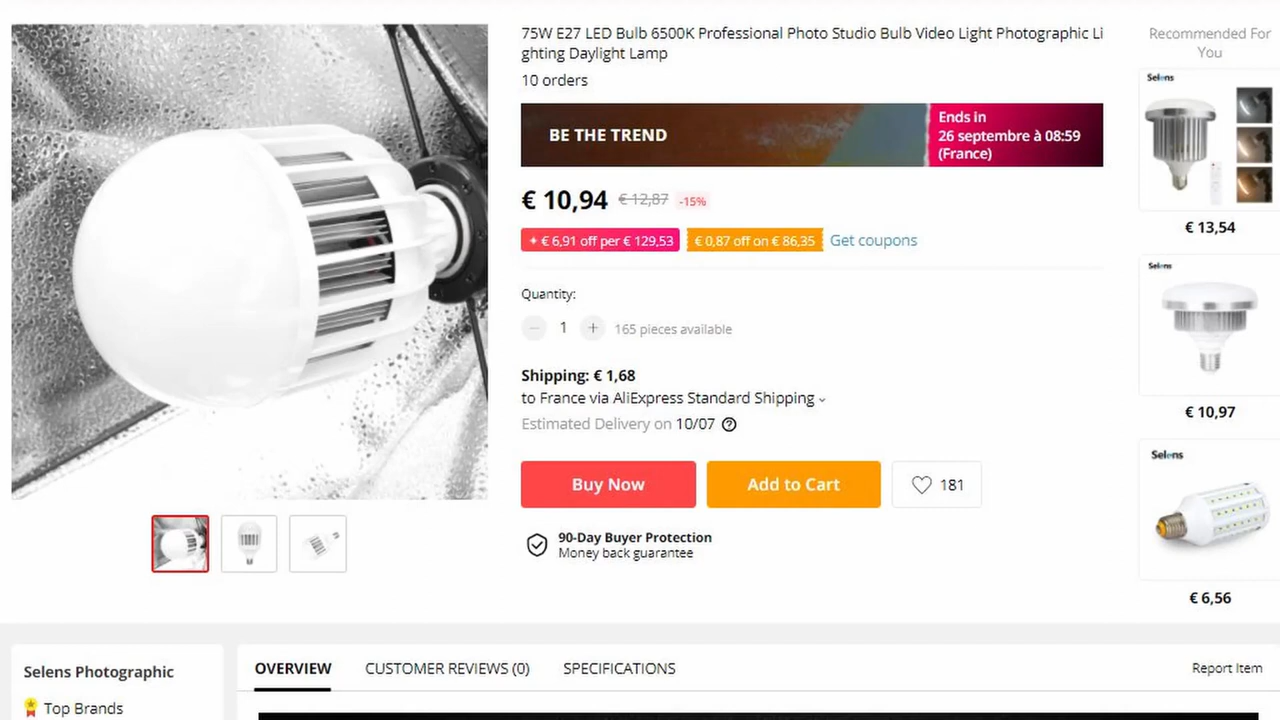 75W E27 LED Bulb 6500K Professional Photo Studio Bulb Video Light Photographic Li
ghting Daylight Lamp
10 orders
BE THE TREND
Ends in
26 septembre à 08:59
(France)
€ 10,94 € 12,87 -15%
+ € 6,91 off per € 129,53 € 0,87 off on € 86,35 Get coupons
Quantity:
− 1 + 165 pieces available
Shipping: € 1,68
to France via AliExpress Standard Shipping
Estimated Delivery on 10/07 ?
Buy Now Add to Cart 181
90-Day Buyer Protection
Money back guarantee
Recommended For
You
Selens
€ 13,54
Selens
€ 10,97
Selens
€ 6,56
Selens Photographic
Top Brands
OVERVIEW CUSTOMER REVIEWS (0) SPECIFICATIONS Report Item